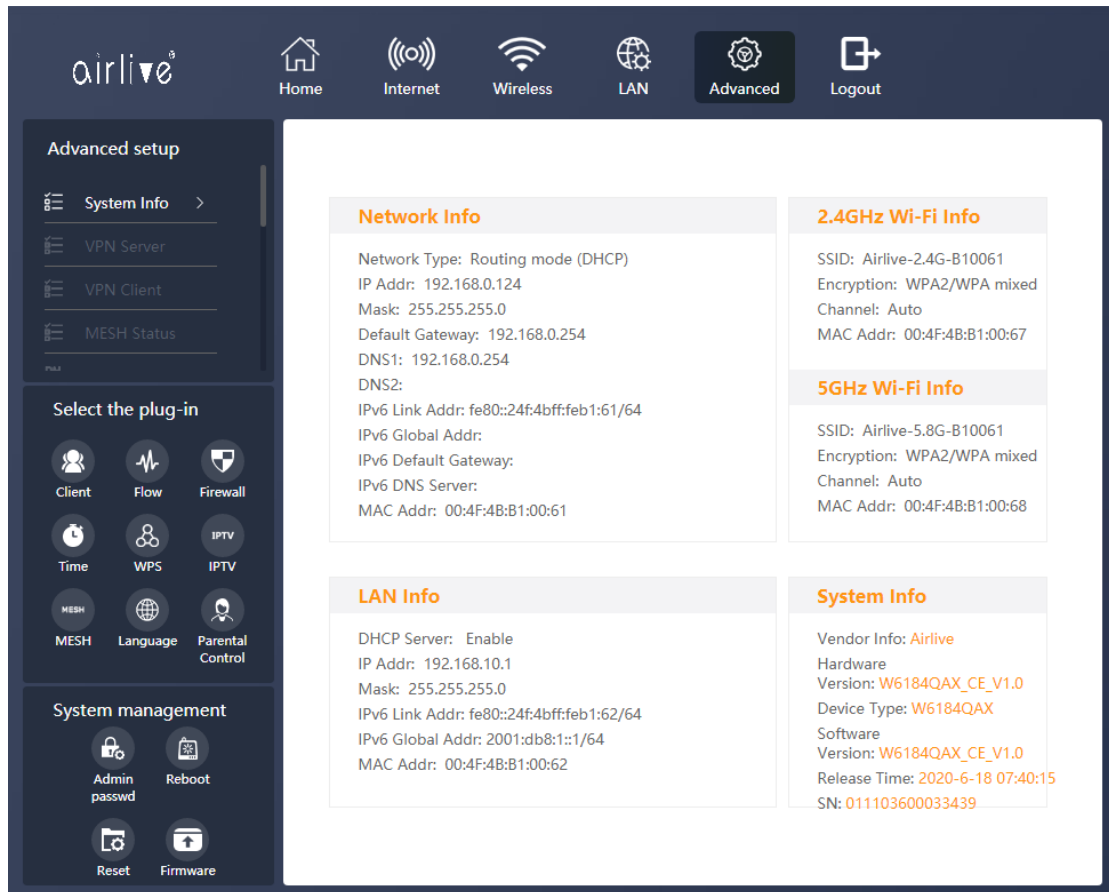 airlive®
Home
Internet
Wireless
LAN
Advanced
Logout
Advanced setup
System Info >
VPN Server
VPN Client
MESH Status
Select the plug-in
Client
Flow
Firewall
Time
WPS
IPTV
IPTV
MESH
MESH
Language
Parental
Control
System management
Admin
passwd
Reboot
Reset
Firmware
Network Info
Network Type: Routing mode (DHCP)
IP Addr: 192.168.0.124
Mask: 255.255.255.0
Default Gateway: 192.168.0.254
DNS1: 192.168.0.254
DNS2:
IPv6 Link Addr: fe80::24f:4bff:feb1:61/64
IPv6 Global Addr:
IPv6 Default Gateway:
IPv6 DNS Server:
MAC Addr: 00:4F:4B:B1:00:61
2.4GHz Wi-Fi Info
SSID: Airlive-2.4G-B10061
Encryption: WPA2/WPA mixed
Channel: Auto
MAC Addr: 00:4F:4B:B1:00:67
5GHz Wi-Fi Info
SSID: Airlive-5.8G-B10061
Encryption: WPA2/WPA mixed
Channel: Auto
MAC Addr: 00:4F:4B:B1:00:68
LAN Info
DHCP Server: Enable
IP Addr: 192.168.10.1
Mask: 255.255.255.0
IPv6 Link Addr: fe80::24f:4bff:feb1:62/64
IPv6 Global Addr: 2001:db8:1::1/64
MAC Addr: 00:4F:4B:B1:00:62
System Info
Vendor Info: Airlive
Hardware
Version: W6184QAX_CE_V1.0
Device Type: W6184QAX
Software
Version: W6184QAX_CE_V1.0
Release Time: 2020-6-18 07:40:15
SN: 011103600033439